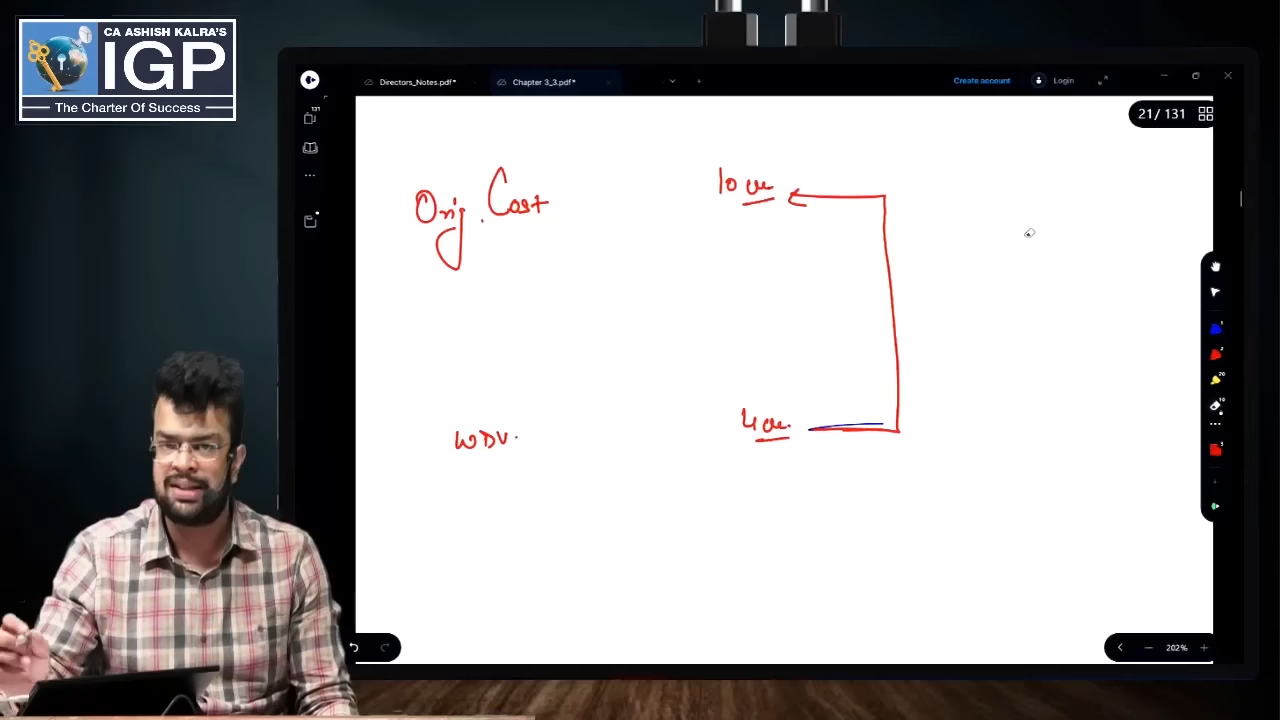 CA ASHISH KALRA'S
IGP
The Charter Of Success
Directors_Notes.pdf*
Chapter 3_3.pdf*
Create account
Login
21/ 131
131
Orig. Cost
10 cr
WDV.
4 cr.
202%